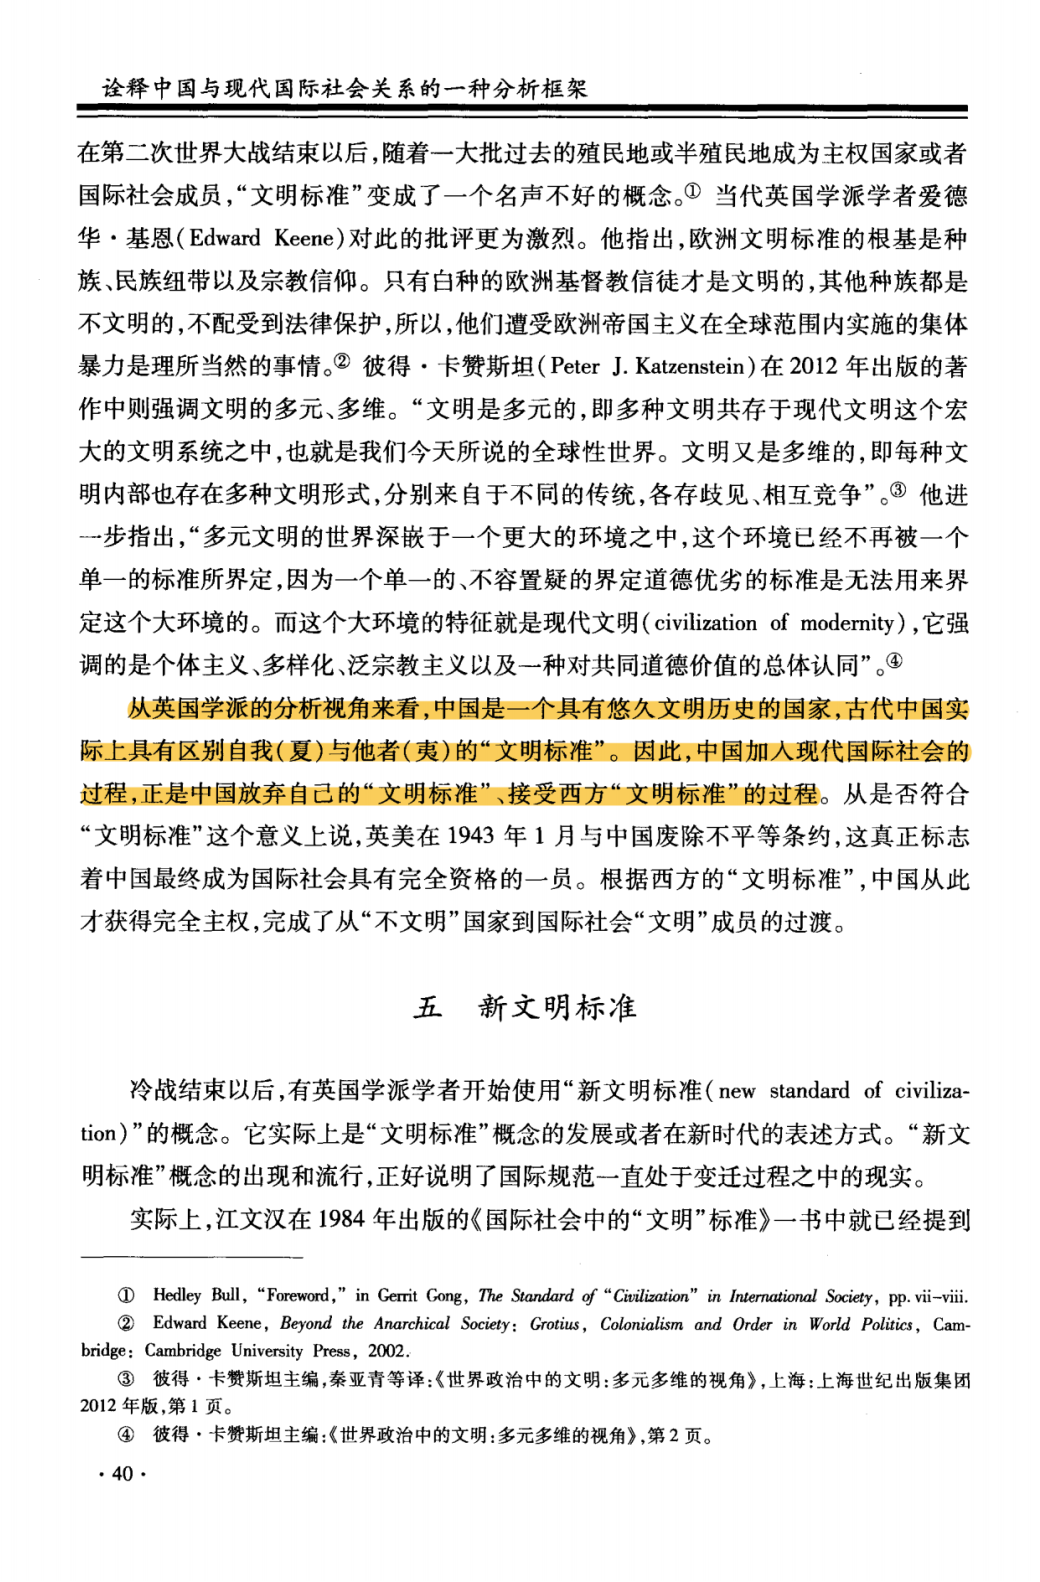 诠释中国与现代国际社会关系的一种分析框架
在第二次世界大战结束以后,随着一大批过去的殖民地或半殖民地成为主权国家或者
国际社会成员,“文明标准”变成了一个名声不好的概念。① 当代英国学派学者爱德
华·基恩(Edward Keene)对此的批评更为激烈。他指出,欧洲文明标准的根基是种
族、民族纽带以及宗教信仰。只有白种的欧洲基督教信徒才是文明的,其他种族都是
不文明的,不配受到法律保护,所以,他们遭受欧洲帝国主义在全球范围内实施的集体
暴力是理所当然的事情。② 彼得·卡赞斯坦(Peter J. Katzenstein)在 2012 年出版的著
作中则强调文明的多元、多维。“文明是多元的,即多种文明共存于现代文明这个宏
大的文明系统之中,也就是我们今天所说的全球性世界。文明又是多维的,即每种文
明内部也存在多种文明形式,分别来自于不同的传统,各存歧见、相互竞争”。③ 他进
一步指出,“多元文明的世界深嵌于一个更大的环境之中,这个环境已经不再被一个
单一的标准所界定,因为一个单一的、不容置疑的界定道德优劣的标准是无法用来界
定这个大环境的。而这个大环境的特征就是现代文明(civilization of modernity),它强
调的是个体主义、多样化、泛宗教主义以及一种对共同道德价值的总体认同”。④
从英国学派的分析视角来看,中国是一个具有悠久文明历史的国家,古代中国实
际上具有区别自我(夏)与他者(夷)的“文明标准”。因此,中国加入现代国际社会的
过程,正是中国放弃自己的“文明标准”、接受西方“文明标准”的过程。从是否符合
“文明标准”这个意义上说,英美在 1943 年 1 月与中国废除不平等条约,这真正标志
着中国最终成为国际社会具有完全资格的一员。根据西方的“文明标准”,中国从此
才获得完全主权,完成了从“不文明”国家到国际社会“文明”成员的过渡。
五 新文明标准
冷战结束以后,有英国学派学者开始使用“新文明标准(new standard of civiliza-
tion)”的概念。它实际上是“文明标准”概念的发展或者在新时代的表述方式。“新文
明标准”概念的出现和流行,正好说明了国际规范一直处于变迁过程之中的现实。
实际上,江文汉在 1984 年出版的《国际社会中的“文明”标准》一书中就已经提到
① Hedley Bull, “Foreword,” in Gerrit Gong, The Standard of “Civilization” in International Society, pp. vii–viii.
② Edward Keene, Beyond the Anarchical Society: Grotius, Colonialism and Order in World Politics, Cam-
bridge: Cambridge University Press, 2002.
③ 彼得·卡赞斯坦主编,秦亚青等译:《世界政治中的文明:多元多维的视角》,上海:上海世纪出版集团
2012 年版,第 1 页。
④ 彼得·卡赞斯坦主编:《世界政治中的文明:多元多维的视角》,第 2 页。
·40·